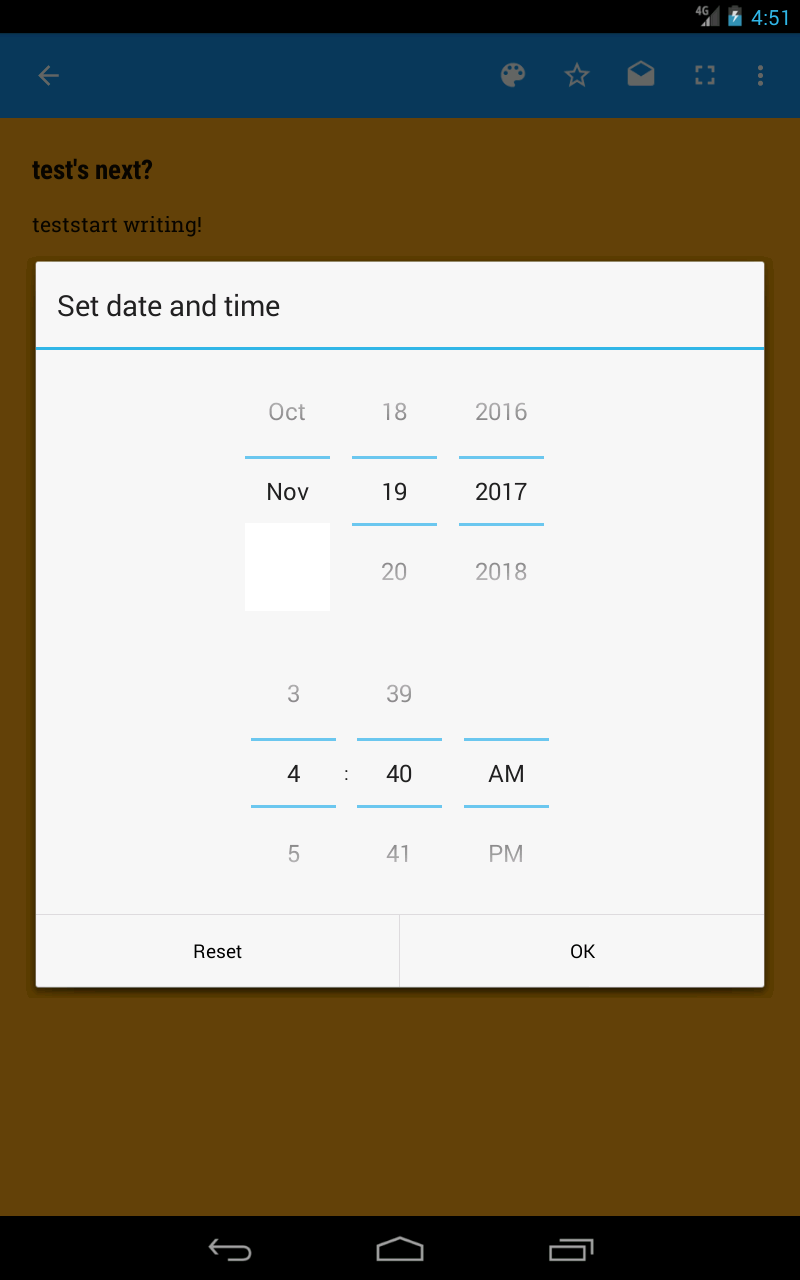 4G 4:51
test's next?
teststart writing!
Set date and time
Oct 18 2016
Nov 19 2017
20 2018
3 39
4 : 40 AM
5 41 PM
Reset OK